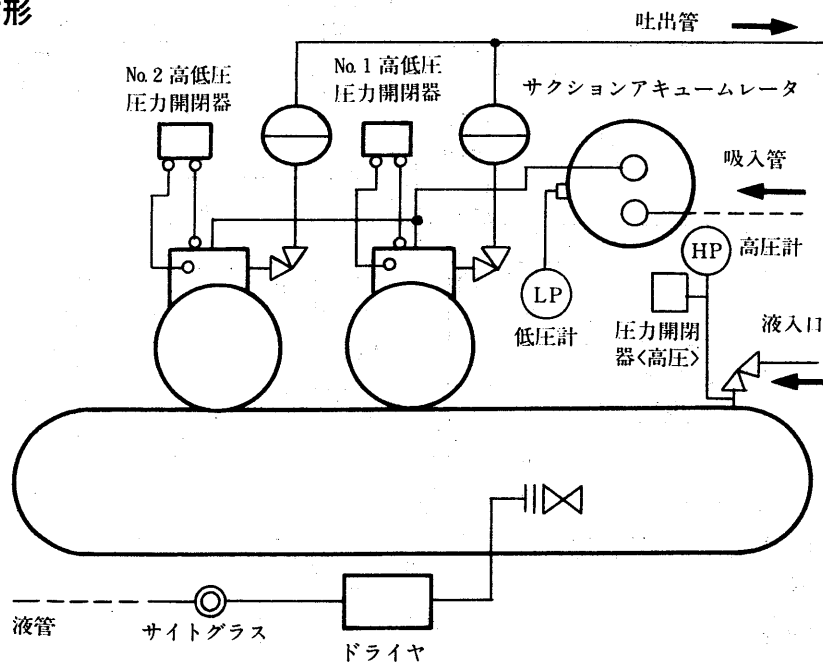 形
吐出管
No.2 高低圧
圧力開閉器
No.1 高低圧
圧力開閉器
サクションアキュームレータ
吸入管
HP
高圧計
LP
低圧計
圧力開閉
器<高圧>
液入口
液管
サイトグラス
ドライヤ